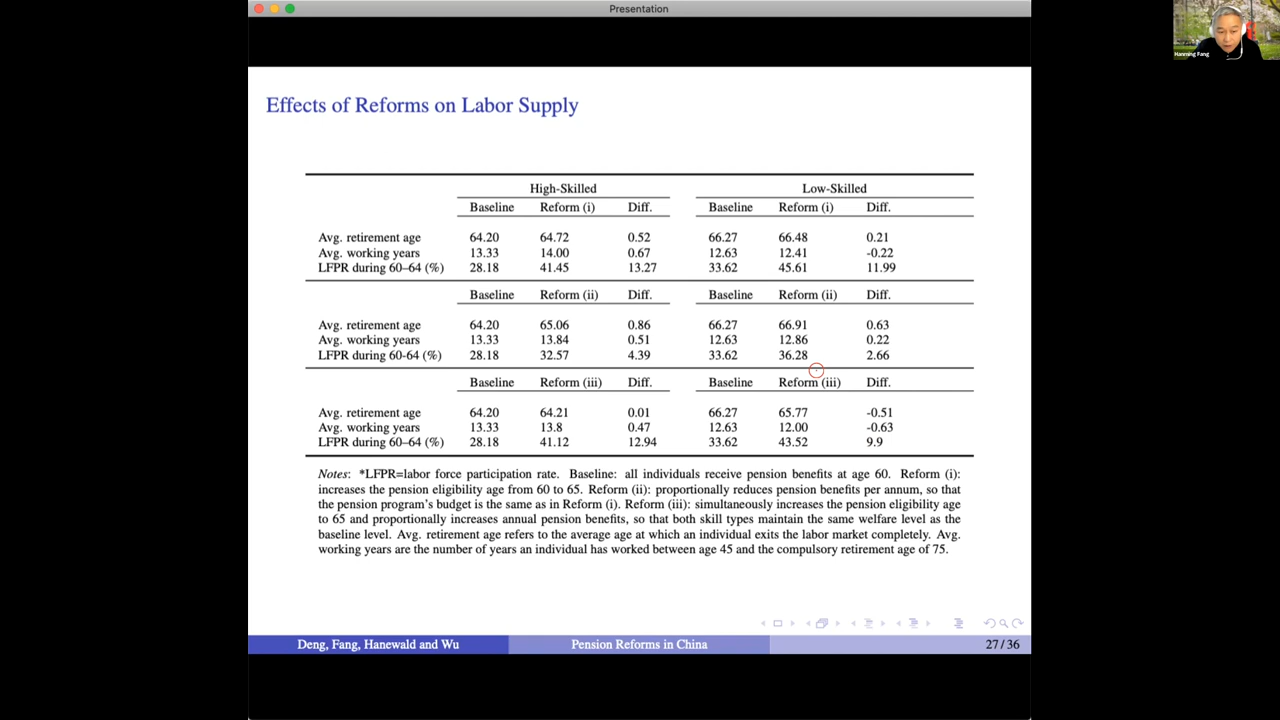 Presentation
Hanming Fang
Effects of Reforms on Labor Supply
High-Skilled Low-Skilled
Baseline Reform (i) Diff. Baseline Reform (i) Diff.
Avg. retirement age 64.20 64.72 0.52 66.27 66.48 0.21
Avg. working years 13.33 14.00 0.67 12.63 12.41 -0.22
LFPR during 60–64 (%) 28.18 41.45 13.27 33.62 45.61 11.99
Baseline Reform (ii) Diff. Baseline Reform (ii) Diff.
Avg. retirement age 64.20 65.06 0.86 66.27 66.91 0.63
Avg. working years 13.33 13.84 0.51 12.63 12.86 0.22
LFPR during 60-64 (%) 28.18 32.57 4.39 33.62 36.28 2.66
Baseline Reform (iii) Diff. Baseline Reform (iii) Diff.
Avg. retirement age 64.20 64.21 0.01 66.27 65.77 -0.51
Avg. working years 13.33 13.8 0.47 12.63 12.00 -0.63
LFPR during 60–64 (%) 28.18 41.12 12.94 33.62 43.52 9.9
Notes: *LFPR=labor force participation rate. Baseline: all individuals receive pension benefits at age 60. Reform (i):
increases the pension eligibility age from 60 to 65. Reform (ii): proportionally reduces pension benefits per annum, so that
the pension program's budget is the same as in Reform (i). Reform (iii): simultaneously increases the pension eligibility age
to 65 and proportionally increases annual pension benefits, so that both skill types maintain the same welfare level as the
baseline level. Avg. retirement age refers to the average age at which an individual exits the labor market completely. Avg.
working years are the number of years an individual has worked between age 45 and the compulsory retirement age of 75.
Deng, Fang, Hanewald and Wu Pension Reforms in China 27 / 36